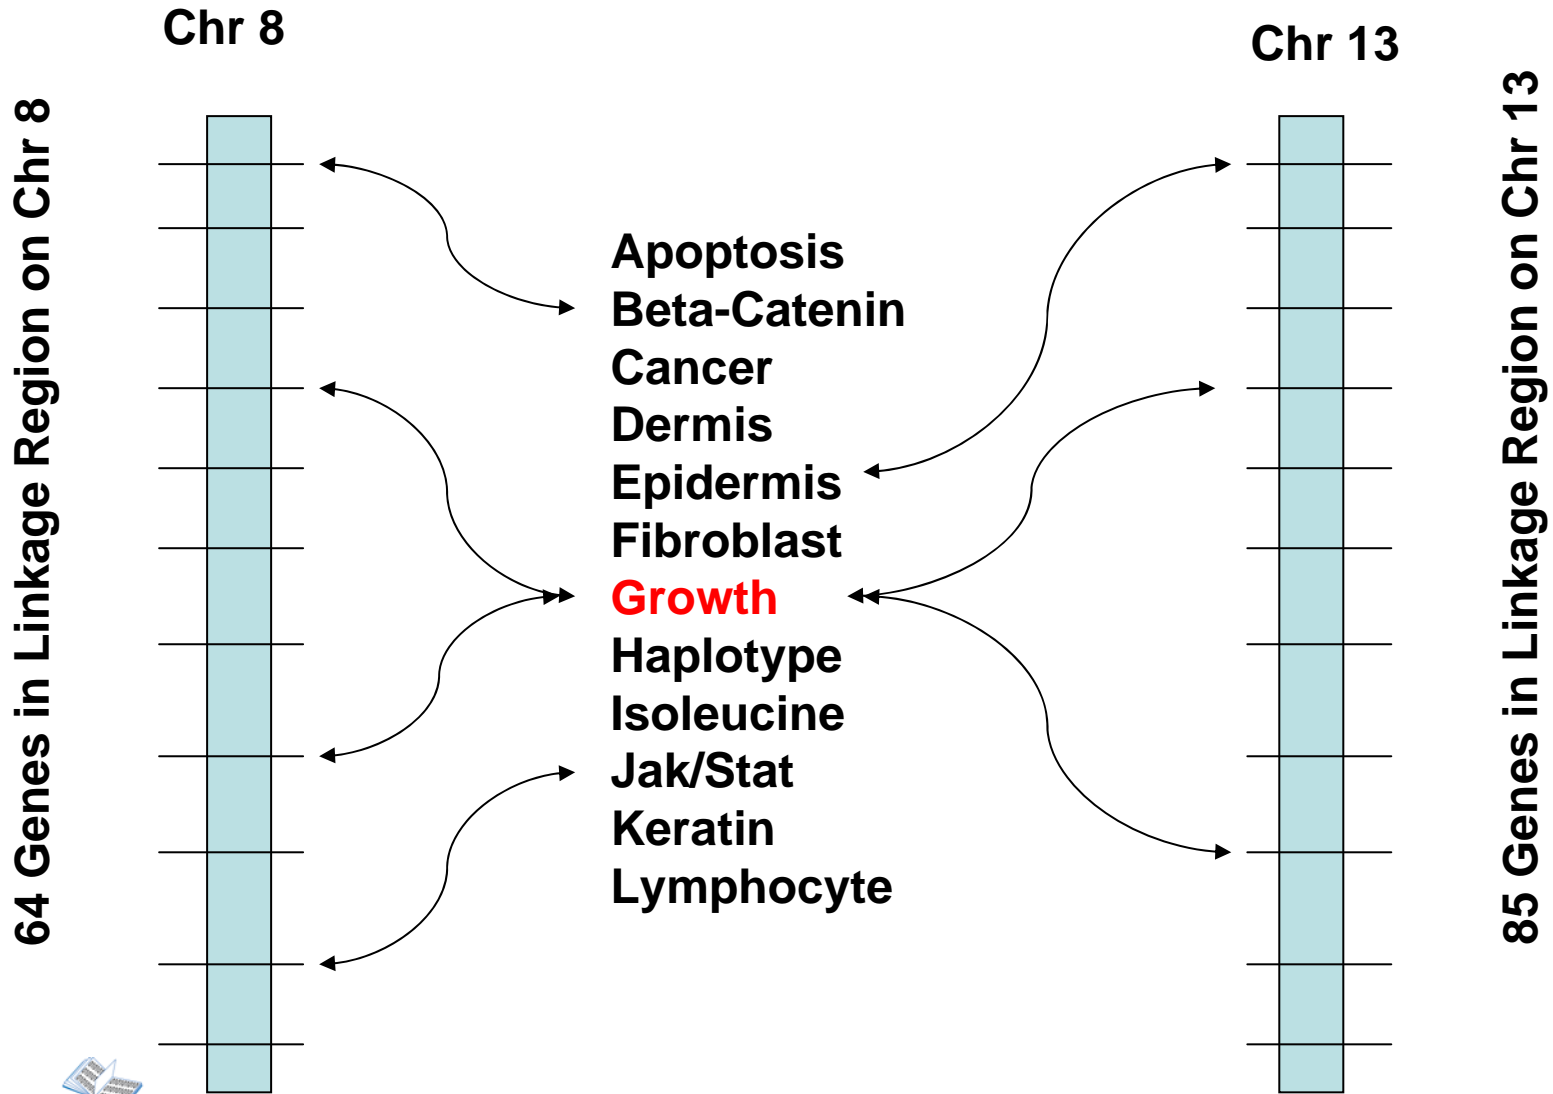 Chr 8
Chr 13
64 Genes in Linkage Region on Chr 8
Apoptosis
Beta-Catenin
Cancer
Dermis
Epidermis
Fibroblast
Growth
Haplotype
Isoleucine
Jak/Stat
Keratin
Lymphocyte
85 Genes in Linkage Region on Chr 13